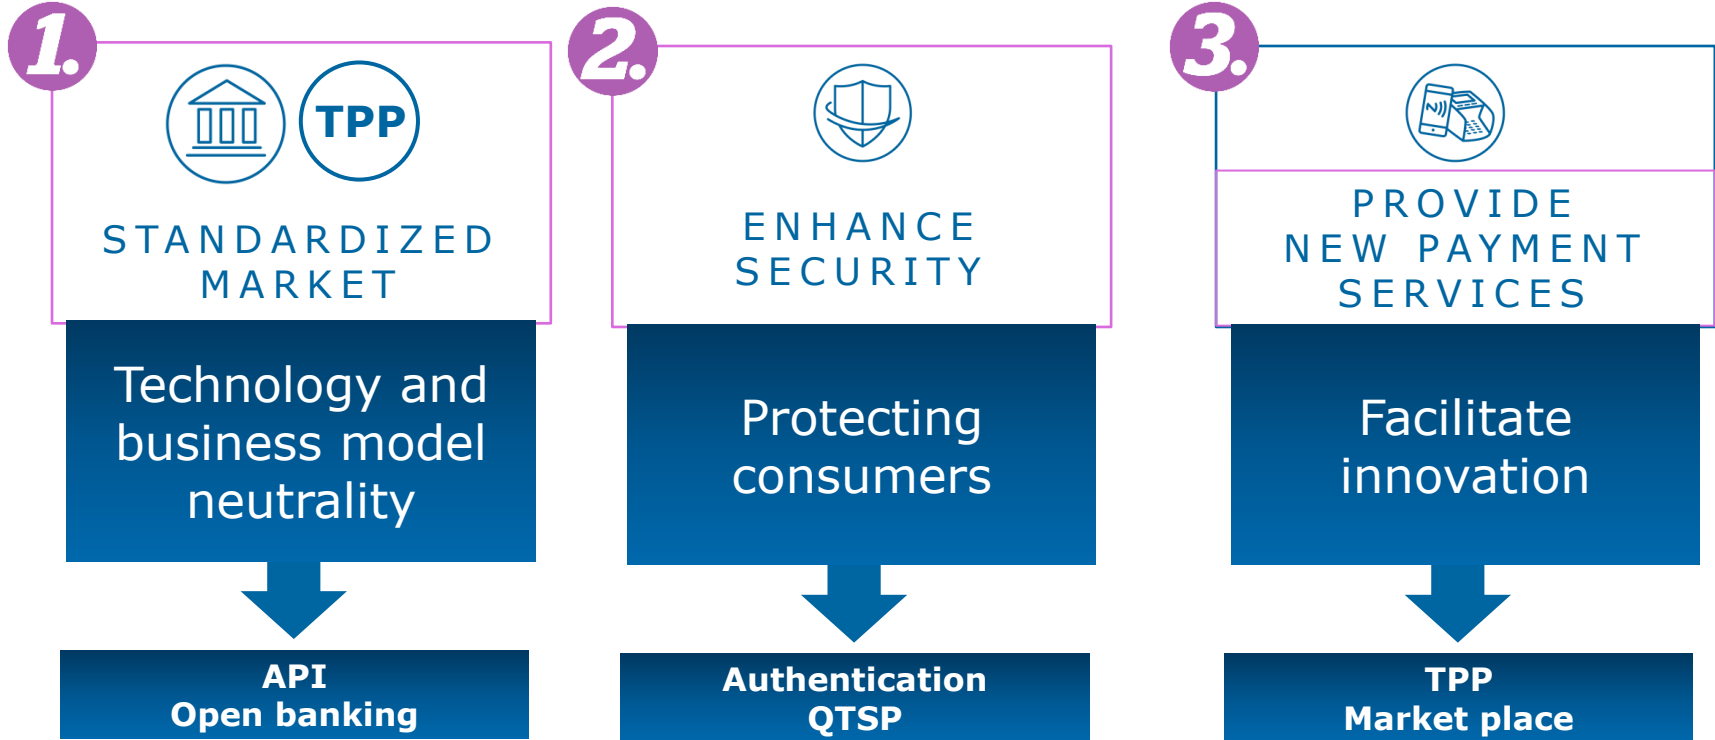 1.
TPP
STANDARDIZED
MARKET
Technology and
business model
neutrality
API
Open banking
2.
ENHANCE
SECURITY
Protecting
consumers
Authentication
QTSP
3.
PROVIDE
NEW PAYMENT
SERVICES
Facilitate
innovation
TPP
Market place